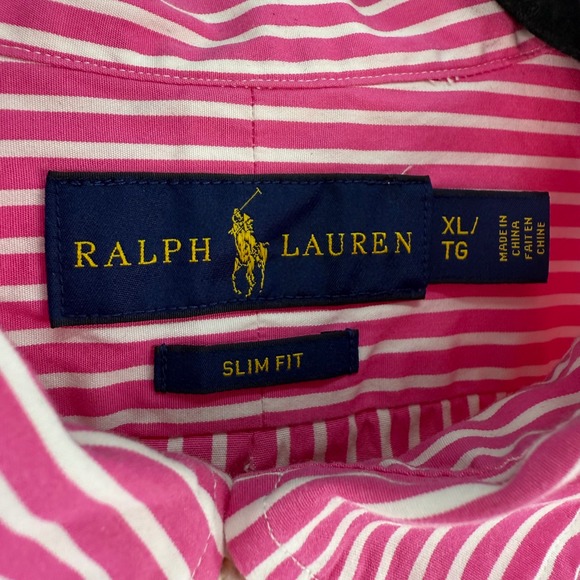 RALPH LAUREN
XL/
TG
MADE IN
CHINA
FAIT EN
CHINE
SLIM FIT